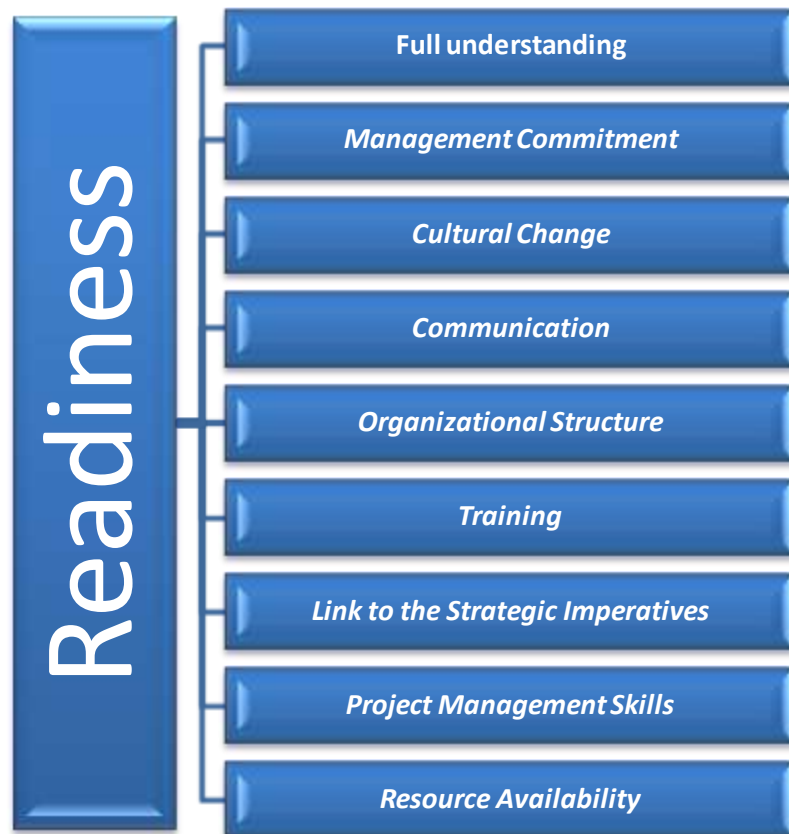 Readiness
Full understanding
Management Commitment
Cultural Change
Communication
Organizational Structure
Training
Link to the Strategic Imperatives
Project Management Skills
Resource Availability